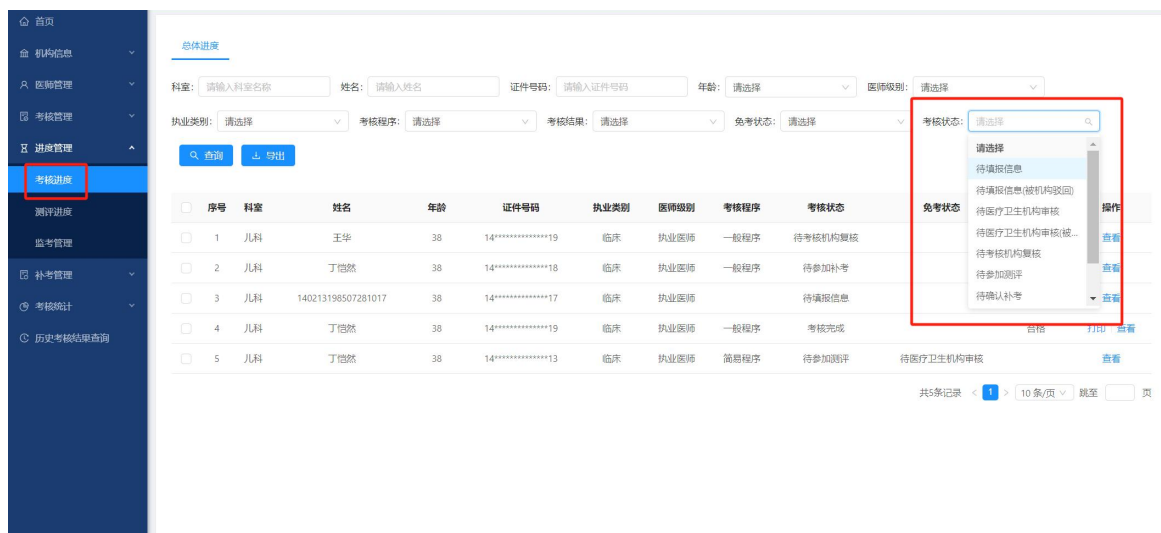 首页
机构信息
医师管理
考核管理
进度管理
考核进度
测评进度
监考管理
补考管理
考核统计
历史考核结果查询
总体进度
科室: 请输入科室名称 姓名: 请输入姓名 证件号码: 请输入证件号码 年龄: 请选择 医师级别: 请选择
执业类别: 请选择 考核程序: 请选择 考核结果: 请选择 免考状态: 请选择 考核状态: 请选择
查询 导出
请选择
待填报信息
待填报信息(被机构驳回)
待医疗卫生机构审核
待医疗卫生机构审核(被...
待考核机构复核
待参加测评
待确认补考
序号 科室 姓名 年龄 证件号码 执业类别 医师级别 考核程序 考核状态 免考状态 操作
1 儿科 王华 38 14***************19 临床 执业医师 一般程序 待考核机构复核 查看
2 儿科 丁恺然 38 14***************18 临床 执业医师 一般程序 待参加补考 查看
3 儿科 140213198507281017 38 14***************17 临床 执业医师 待填报信息 查看
4 儿科 丁恺然 38 14***************19 临床 执业医师 一般程序 考核完成 合格 打印 查看
5 儿科 丁恺然 38 14***************13 临床 执业医师 简易程序 待参加测评 待医疗卫生机构审核 查看
共5条记录 < 1 > 10 条/页 跳至 页